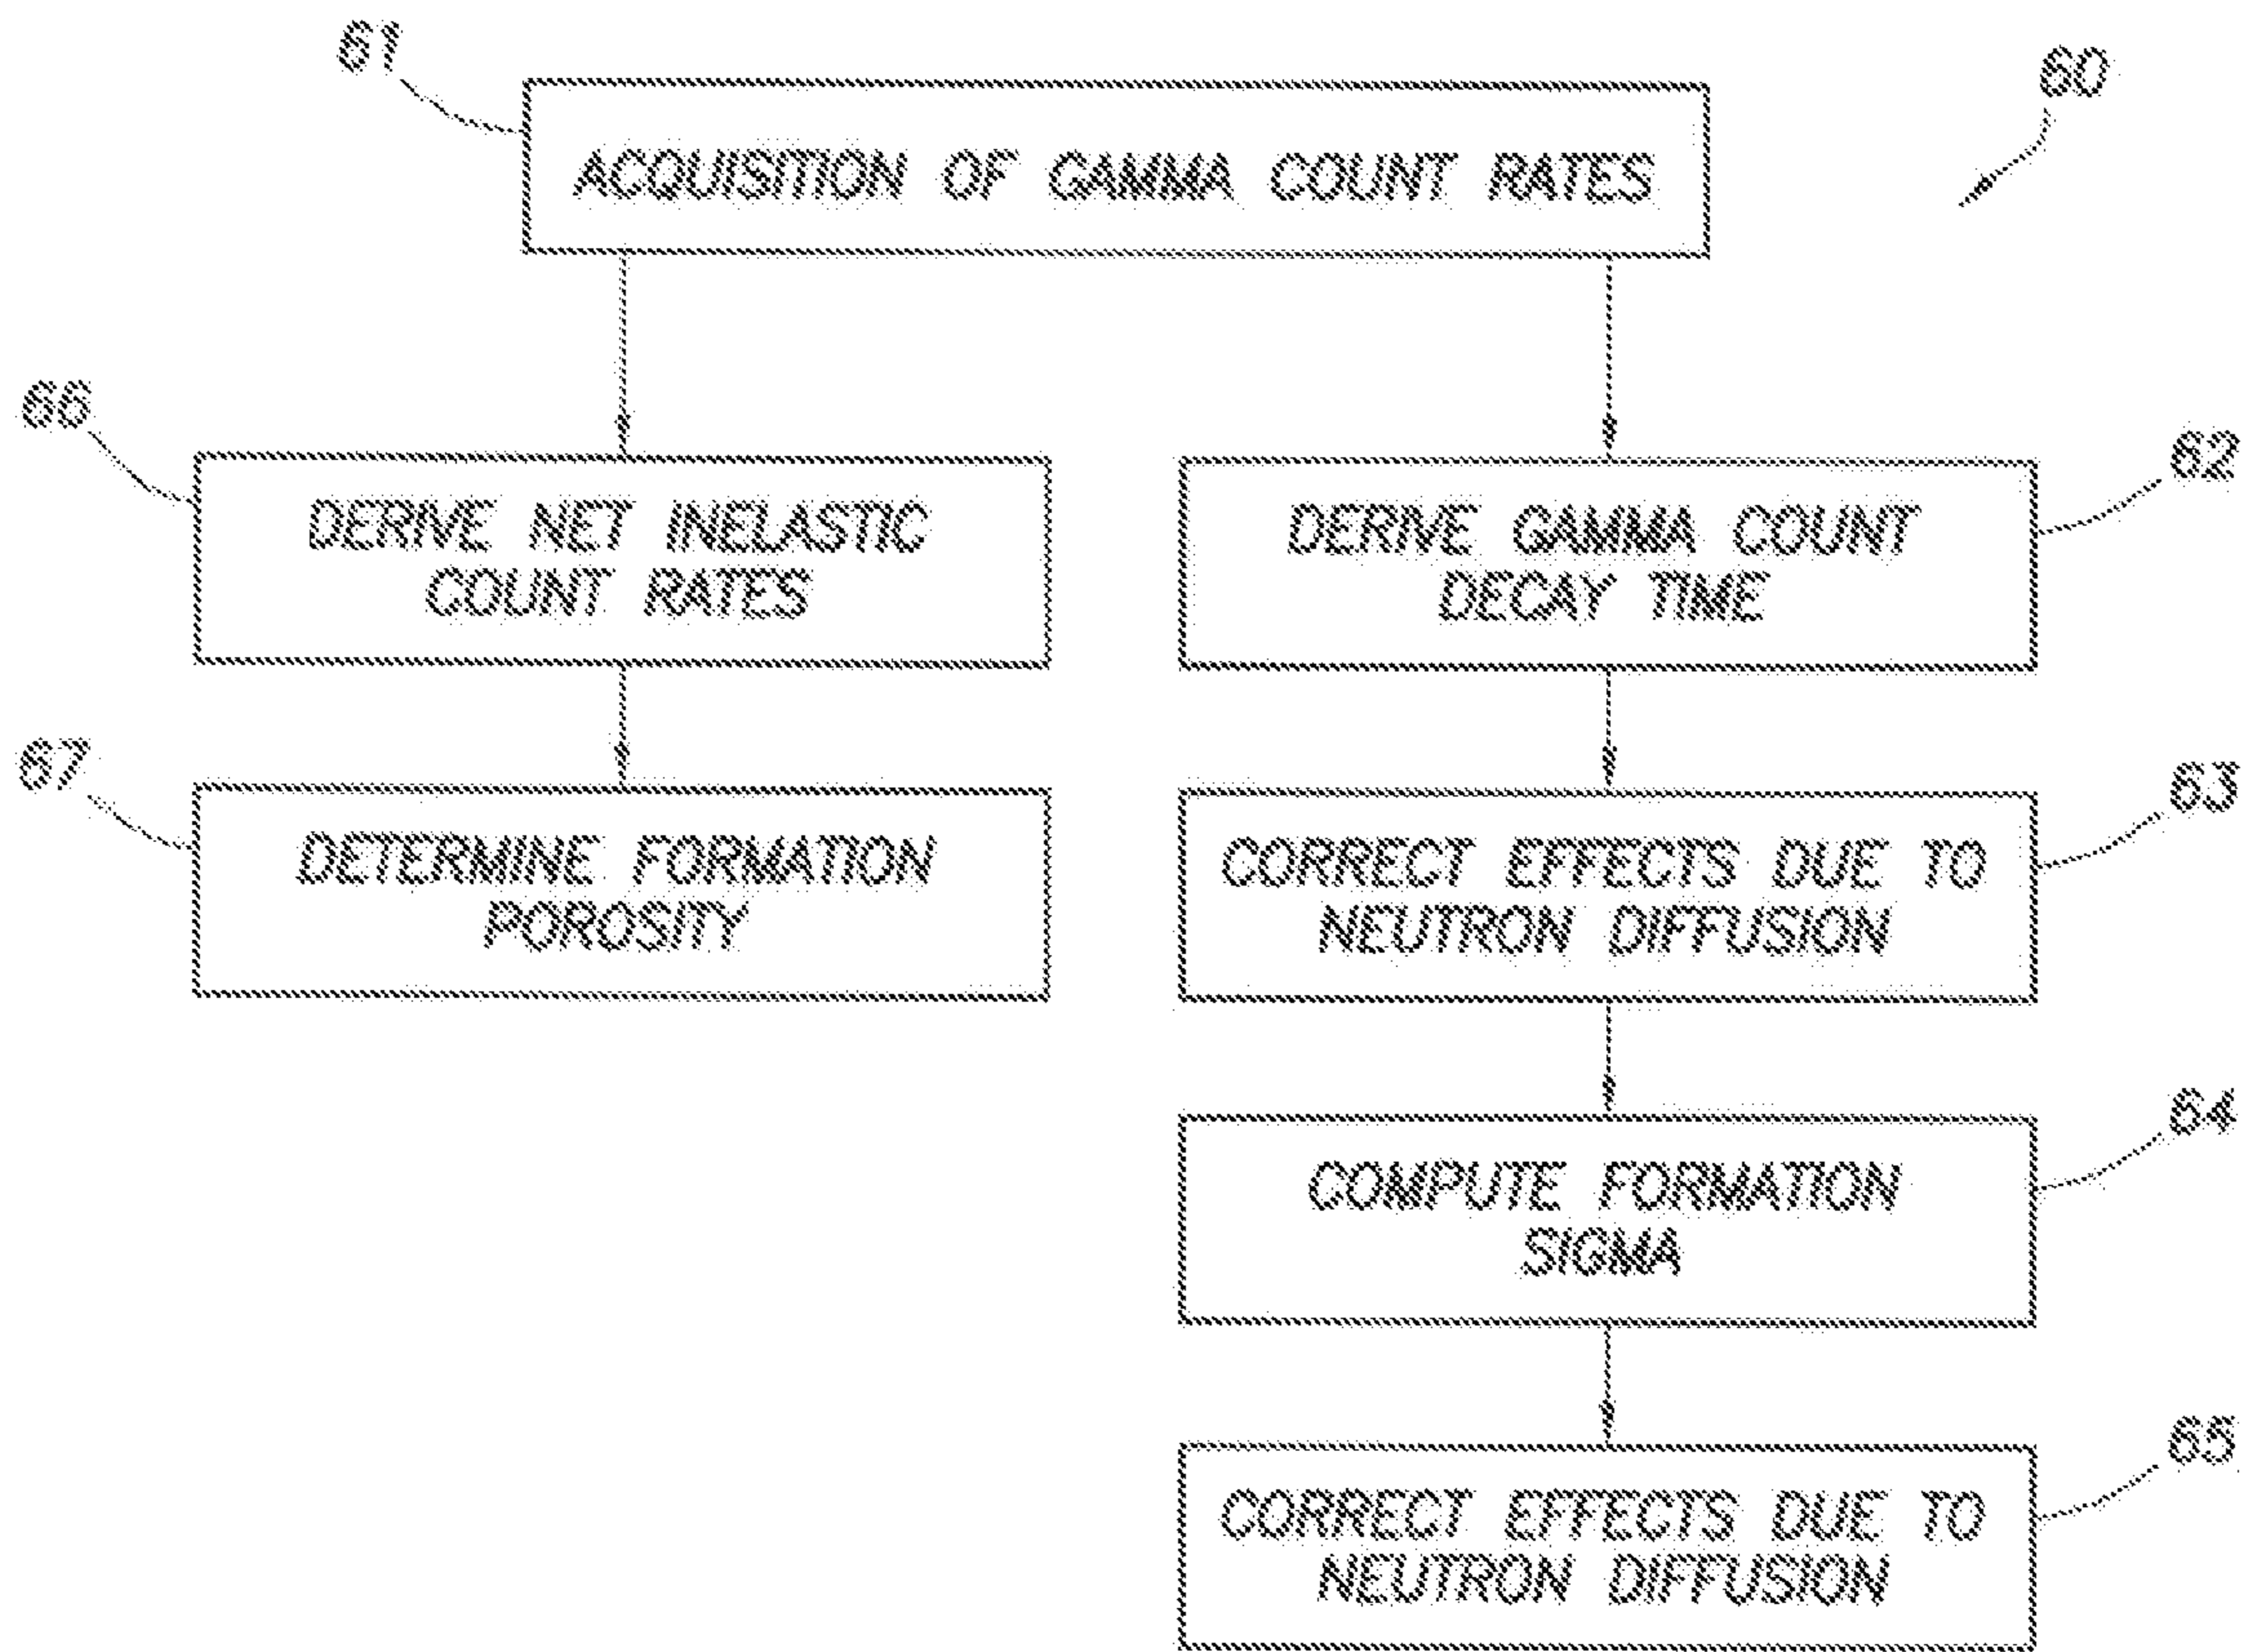 61
60
ACQUISITION OF GAMMA COUNT RATES
66
DERIVE NET INELASTIC
COUNT RATES
62
DERIVE GAMMA COUNT
DECAY TIME
67
DETERMINE FORMATION
POROSITY
63
CORRECT EFFECTS DUE TO
NEUTRON DIFFUSION
64
COMPUTE FORMATION
SIGMA
65
CORRECT EFFECTS DUE TO
NEUTRON DIFFUSION